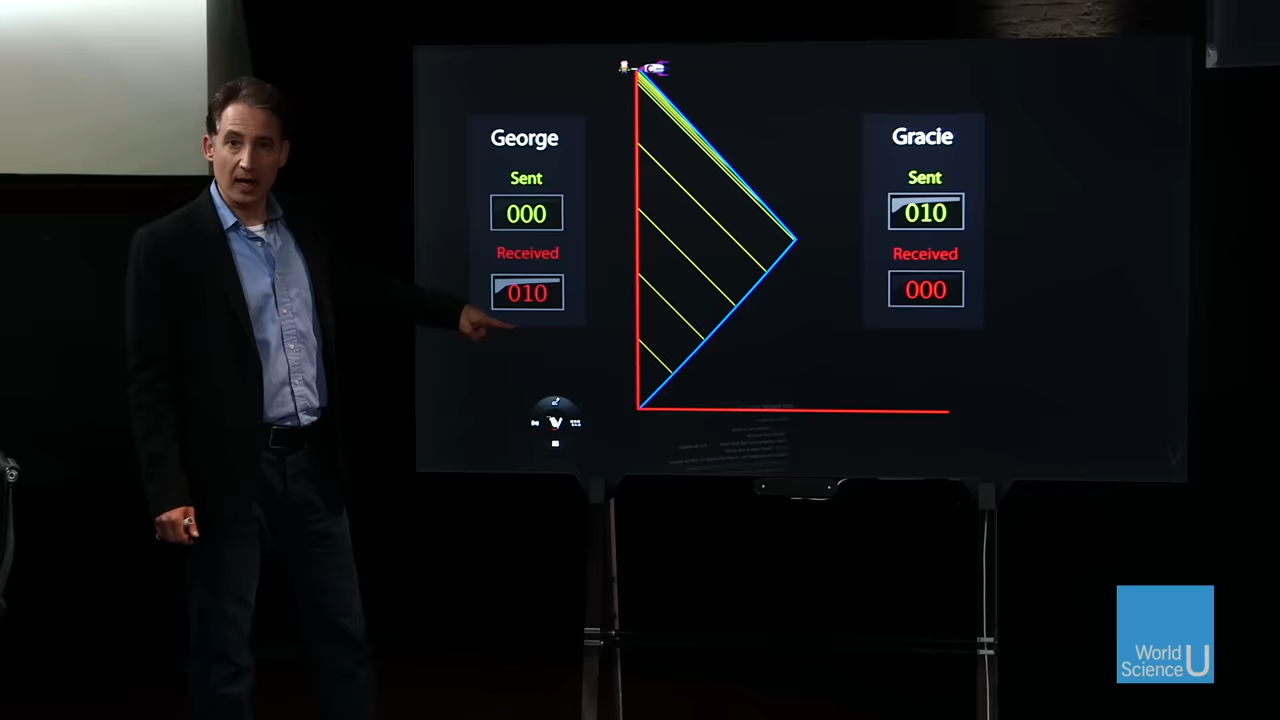 George
Sent
000
Received
010
Gracie
Sent
010
Received
000
World
Science U